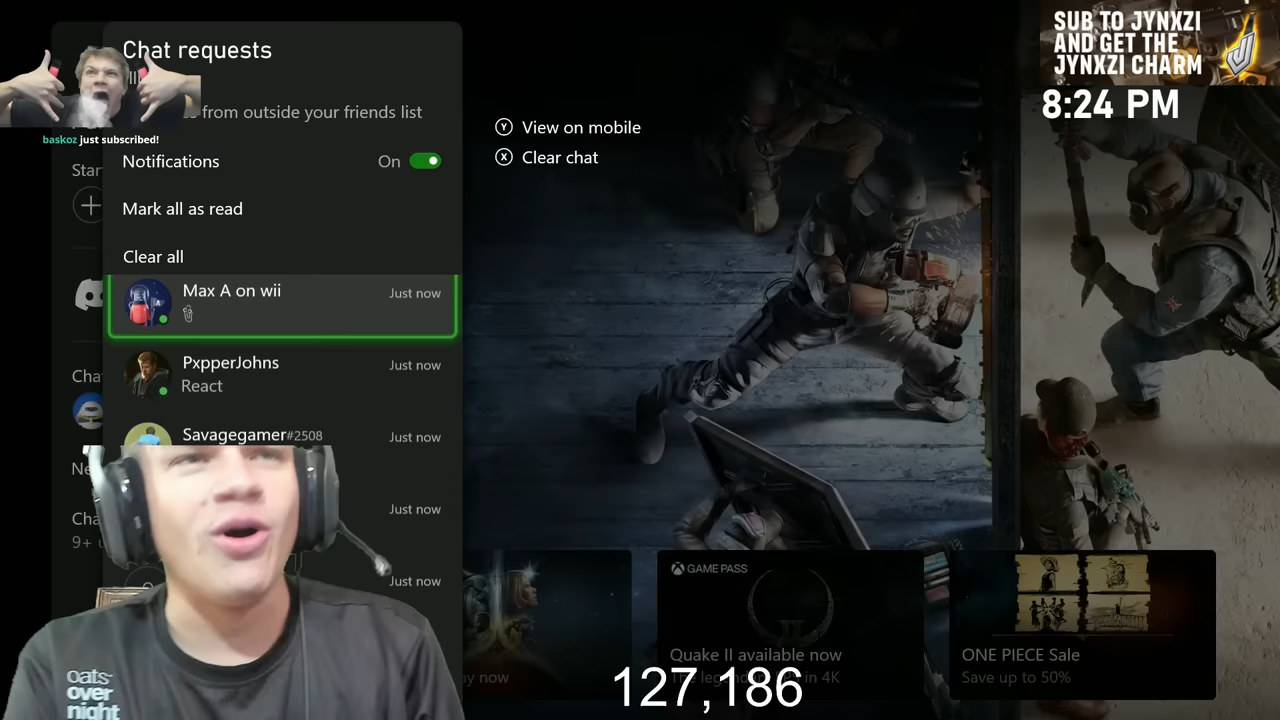 Chat requests
from outside your friends list
baskoz just subscribed!
Notifications
On
Mark all as read
Clear all
Max A on wii
Just now
PxpperJohns
Just now
React
Savagegamer#2508
Just now
Just now
Just now
9+
View on mobile
Clear chat
SUB TO JYNXZI
AND GET THE
JYNXZI CHARM
8:24 PM
GAME PASS
Quake II available now
in 4K
ONE PIECE Sale
Save up to 50%
127,186
oats
over
night